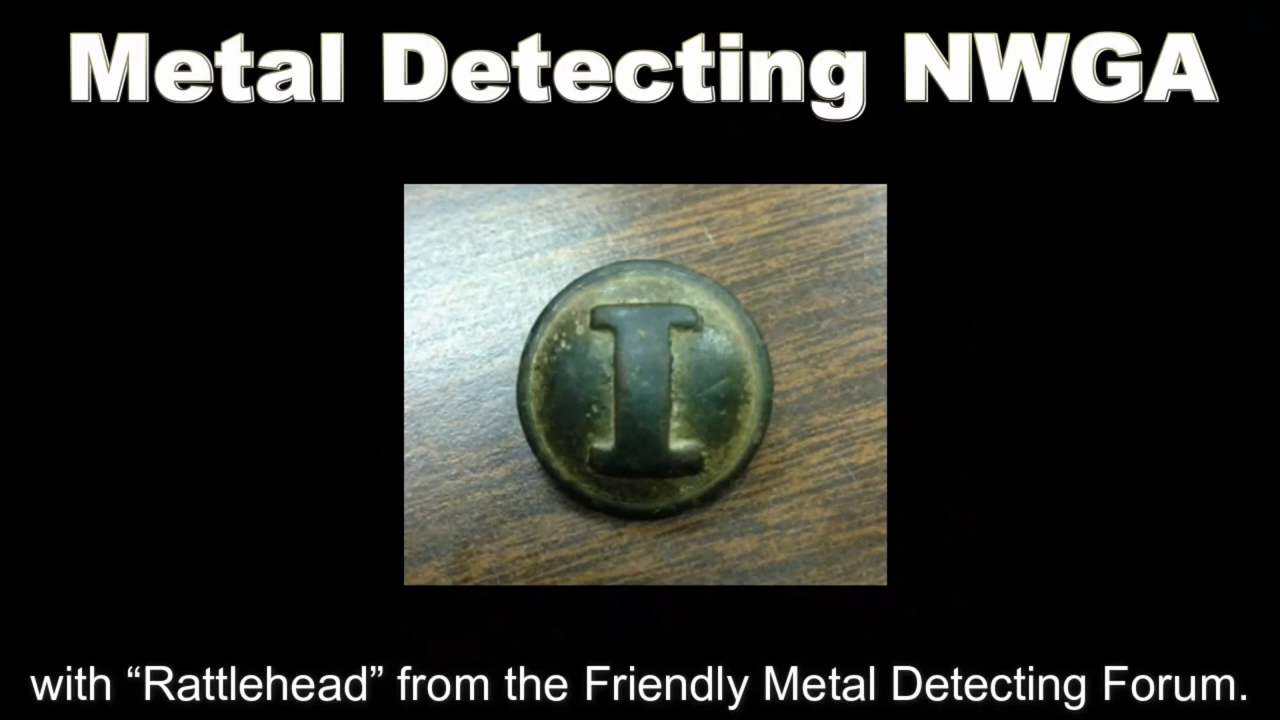 Metal Detecting NWGA
I
with “Rattlehead” from the Friendly Metal Detecting Forum.